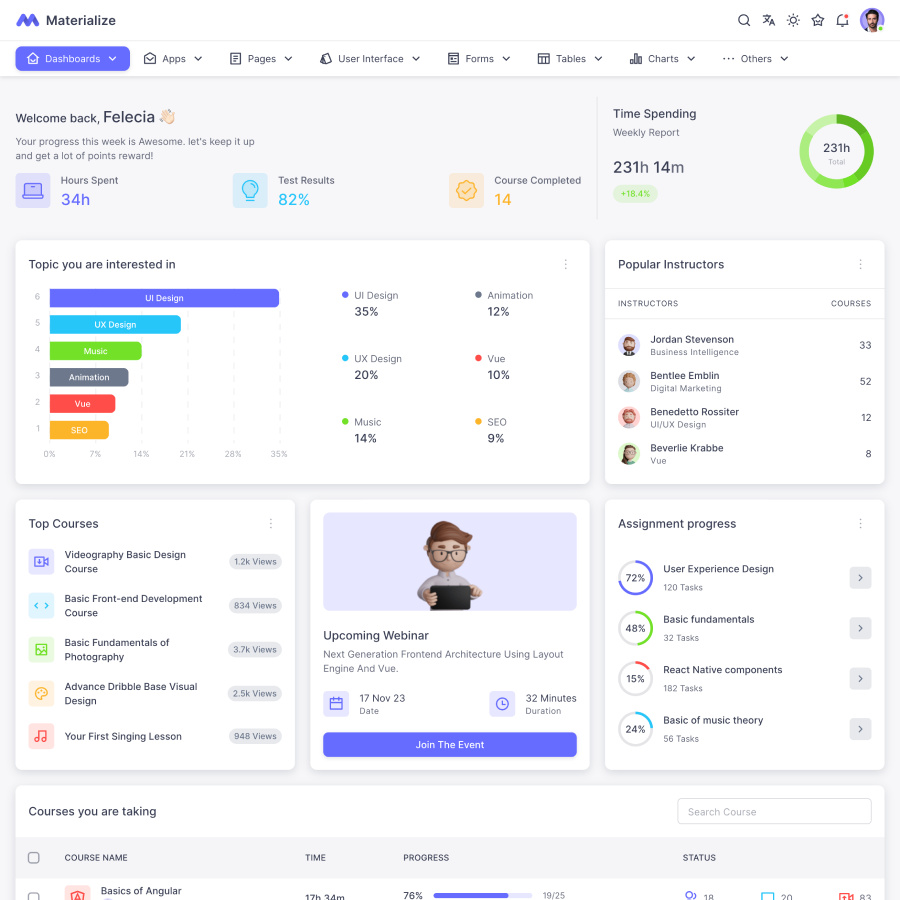 Materialize
Dashboards
Apps
Pages
User Interface
Forms
Tables
Charts
Others
Welcome back, Felecia 👋🏻
Your progress this week is Awesome. let's keep it up
and get a lot of points reward!
Hours Spent
34h
Test Results
82%
Course Completed
14
Time Spending
Weekly Report
231h 14m
+18.4%
231h
Total
Topic you are interested in
6
UI Design
5
UX Design
4
Music
3
Animation
2
Vue
1
SEO
0%
7%
14%
21%
28%
35%
UI Design
35%
Animation
12%
UX Design
20%
Vue
10%
Music
14%
SEO
9%
Popular Instructors
INSTRUCTORS
COURSES
Jordan Stevenson
Business Intelligence
33
Bentlee Emblin
Digital Marketing
52
Benedetto Rossiter
UI/UX Design
12
Beverlie Krabbe
Vue
8
Top Courses
Videography Basic Design
Course
1.2k Views
Basic Front-end Development
Course
834 Views
Basic Fundamentals of
Photography
3.7k Views
Advance Dribble Base Visual
Design
2.5k Views
Your First Singing Lesson
948 Views
Upcoming Webinar
Next Generation Frontend Architecture Using Layout
Engine And Vue.
17 Nov 23
Date
32 Minutes
Duration
Join The Event
Assignment progress
72%
User Experience Design
120 Tasks
48%
Basic fundamentals
32 Tasks
15%
React Native components
182 Tasks
24%
Basic of music theory
56 Tasks
Courses you are taking
Search Course
COURSE NAME
TIME
PROGRESS
STATUS
Basics of Angular
17h 34m
76%
19/25
18
20
83